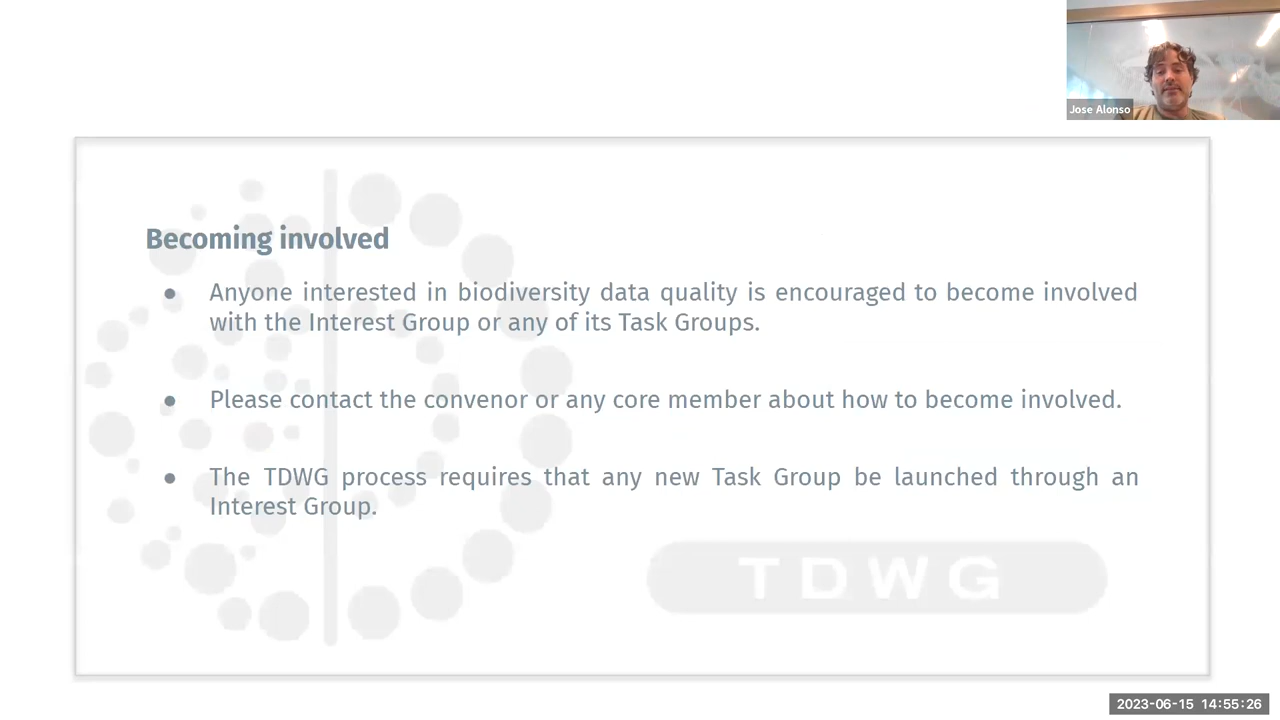 Jose Alonso
Becoming involved
● Anyone interested in biodiversity data quality is encouraged to become involved
with the Interest Group or any of its Task Groups.
● Please contact the convenor or any core member about how to become involved.
● The TDWG process requires that any new Task Group be launched through an
Interest Group.
TDWG
2023-06-15 14:55:26